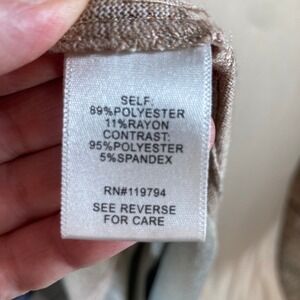 SELF:
89%POLYESTER
11%RAYON
CONTRAST:
95%POLYESTER
5%SPANDEX
RN#119794
SEE REVERSE
FOR CARE